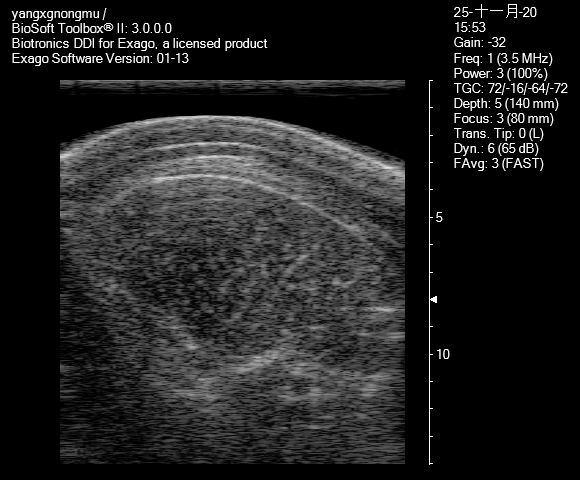 yangxgnongmu /
BioSoft Toolbox® II: 3.0.0.0
Biotronics DDI for Exago, a licensed product
Exago Software Version: 01-13
25-十一月-20
15:53
Gain: -32
Freq: 1 (3.5 MHz)
Power: 3 (100%)
TGC: 72/-16/-64/-72
Depth: 5 (140 mm)
Focus: 3 (80 mm)
Trans. Tip: 0 (L)
Dyn.: 6 (65 dB)
FAvg: 3 (FAST)
5
10